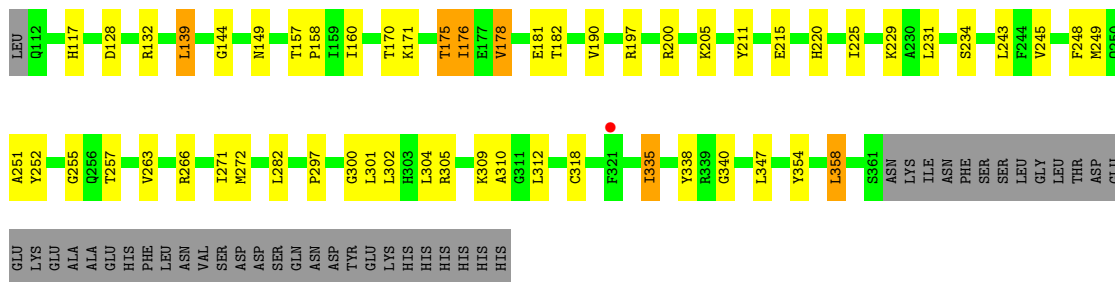 LEU Q112 H117 D128 R132 L139 G144 N149 T157 P158 I159 I160 T170 K171 T175 I176 E177 V178 E181 T182 V190 R197 R200 K205 Y211 E215 H220 I225 K229 A230 L231 S234 L243 F244 V245 F248 M249 Q250
A251 Y252 G255 Q256 T257 V263 R266 I271 M272 L282 P297 G300 L301 L302 H303 L304 R305 K309 A310 G311 L312 C318 F321 I335 Y338 R339 G340 L347 Y354 L358 S361 ASN LYS ILE ASN PHE SER SER LEU GLY LEU THR ASP GLU
GLU LYS GLU ALA ALA GLU HIS PHE LEU ASN VAL SER ASP ASP SER GLN ASN ASP TYR GLU LYS HIS HIS HIS HIS HIS HIS